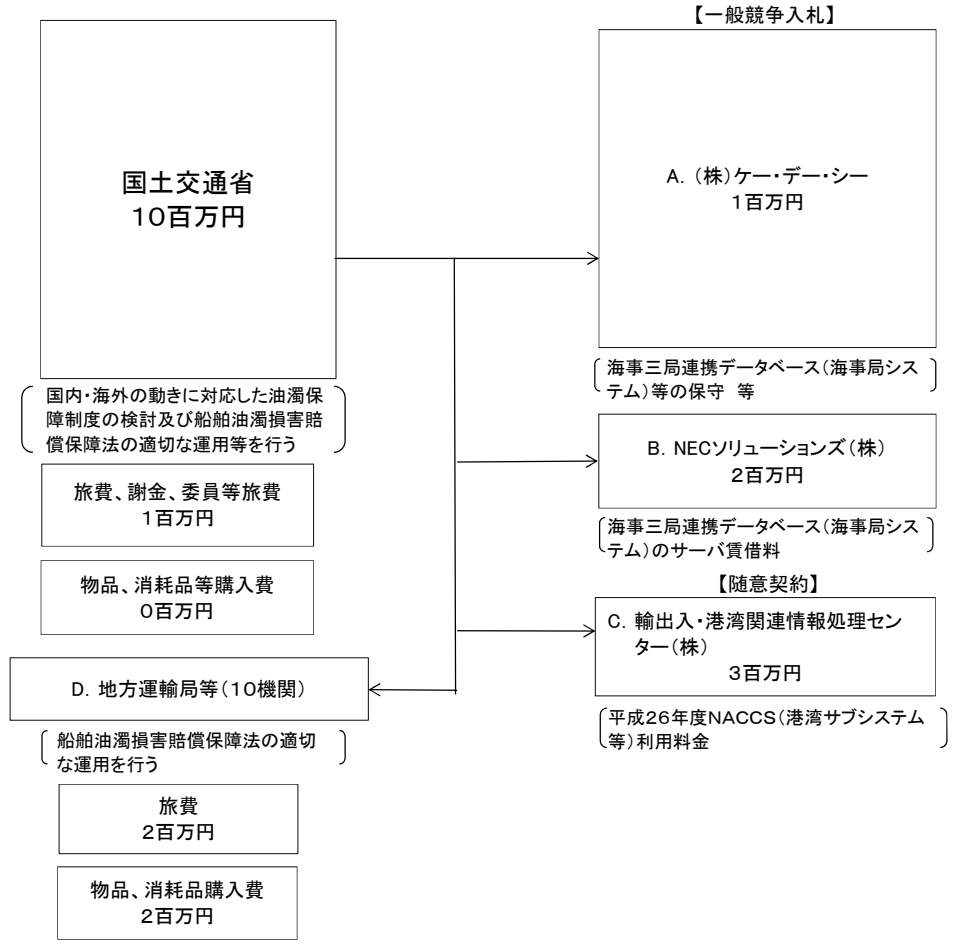 国土交通省
10百万円
国内・海外の動きに対応した油濁保
障制度の検討及び船舶油濁損害賠
償保障法の適切な運用等を行う
旅費、謝金、委員等旅費
1百万円
物品、消耗品等購入費
0百万円
D. 地方運輸局等(10機関)
船舶油濁損害賠償保障法の適切
な運用を行う
旅費
2百万円
物品、消耗品購入費
2百万円
【一般競争入札】
A. (株)ケー・デー・シー
1百万円
海事三局連携データベース(海事局シス
テム)等の保守 等
B. NECソリューションズ(株)
2百万円
海事三局連携データベース(海事局シス
テム)のサーバ賃借料
【随意契約】
C. 輸出入・港湾関連情報処理セン
ター(株)
3百万円
平成26年度NACCS(港湾サブシステム
等)利用料金